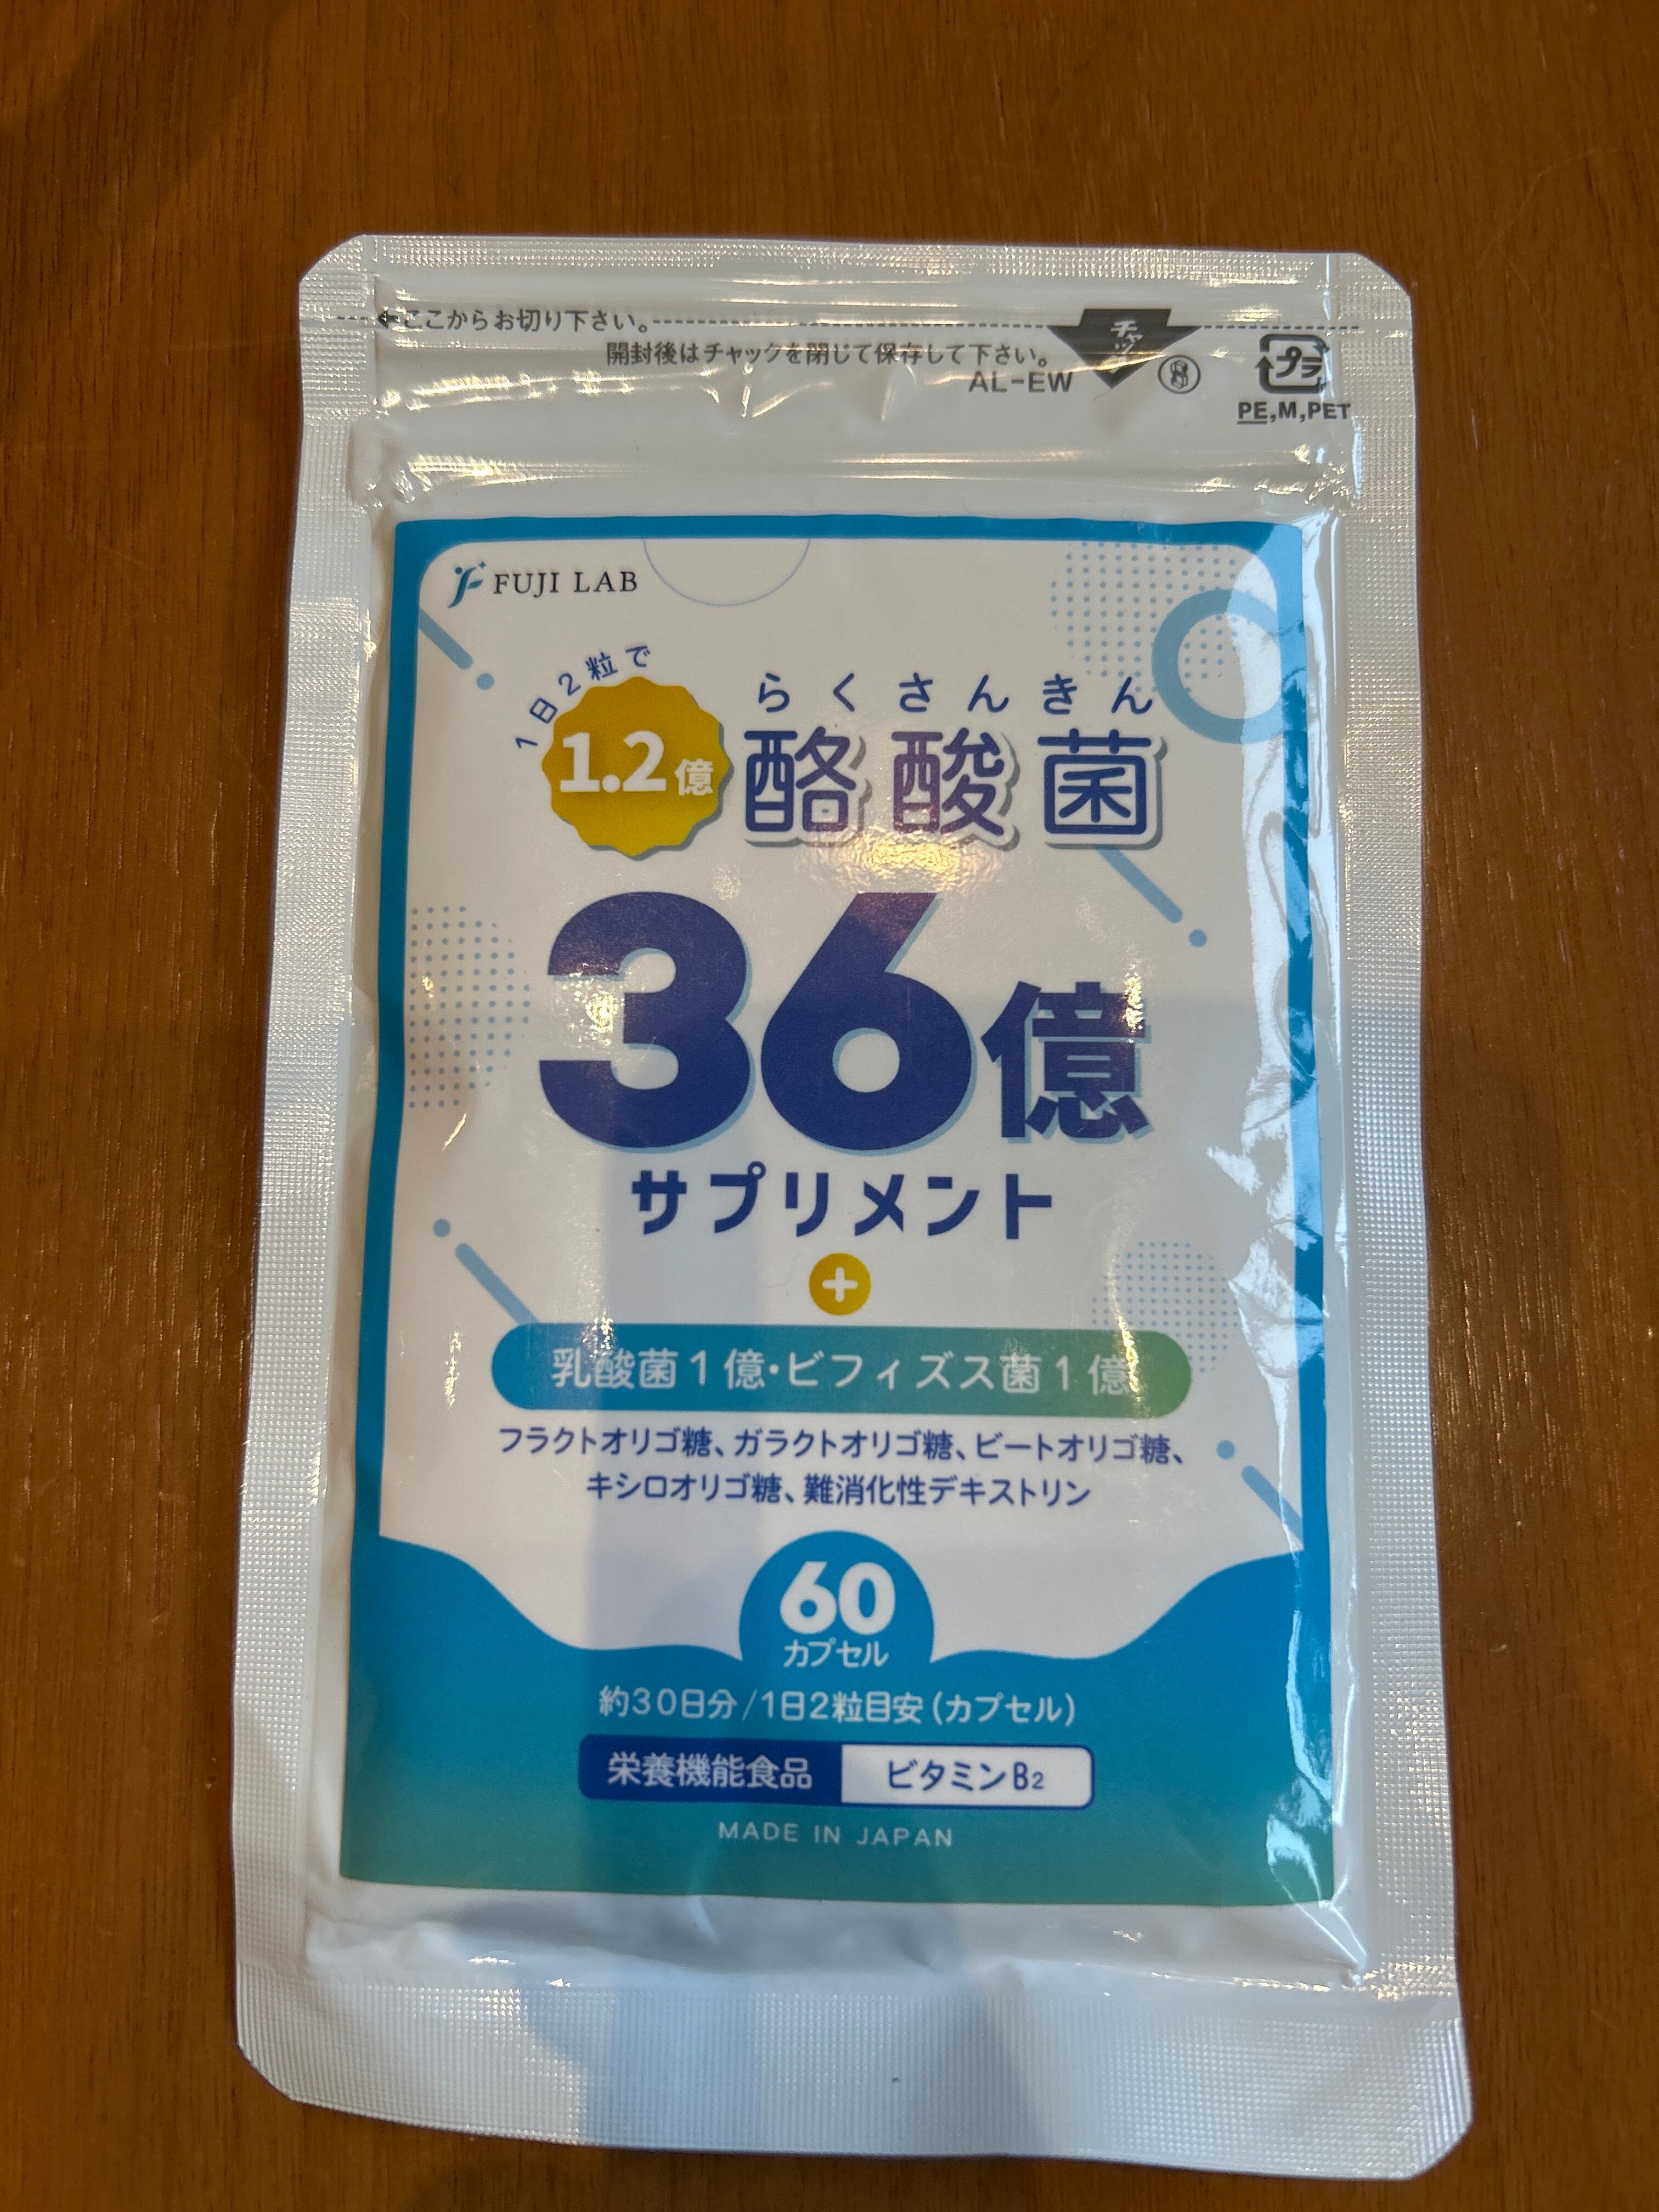 ここからお切り下さい。
開封後はチャックを閉じて保存して下さい。
チャック
AL-EW
プラ
PE,M,PET
FUJI LAB
1日2粒で
1.2億
らくさんきん
酪酸菌
36億
サプリメント
+
乳酸菌1億・ビフィズス菌1億
フラクトオリゴ糖、ガラクトオリゴ糖、ビートオリゴ糖、
キシロオリゴ糖、難消化性デキストリン
60
カプセル
約30日分/1日2粒目安(カプセル)
栄養機能食品 ビタミンB2
MADE IN JAPAN